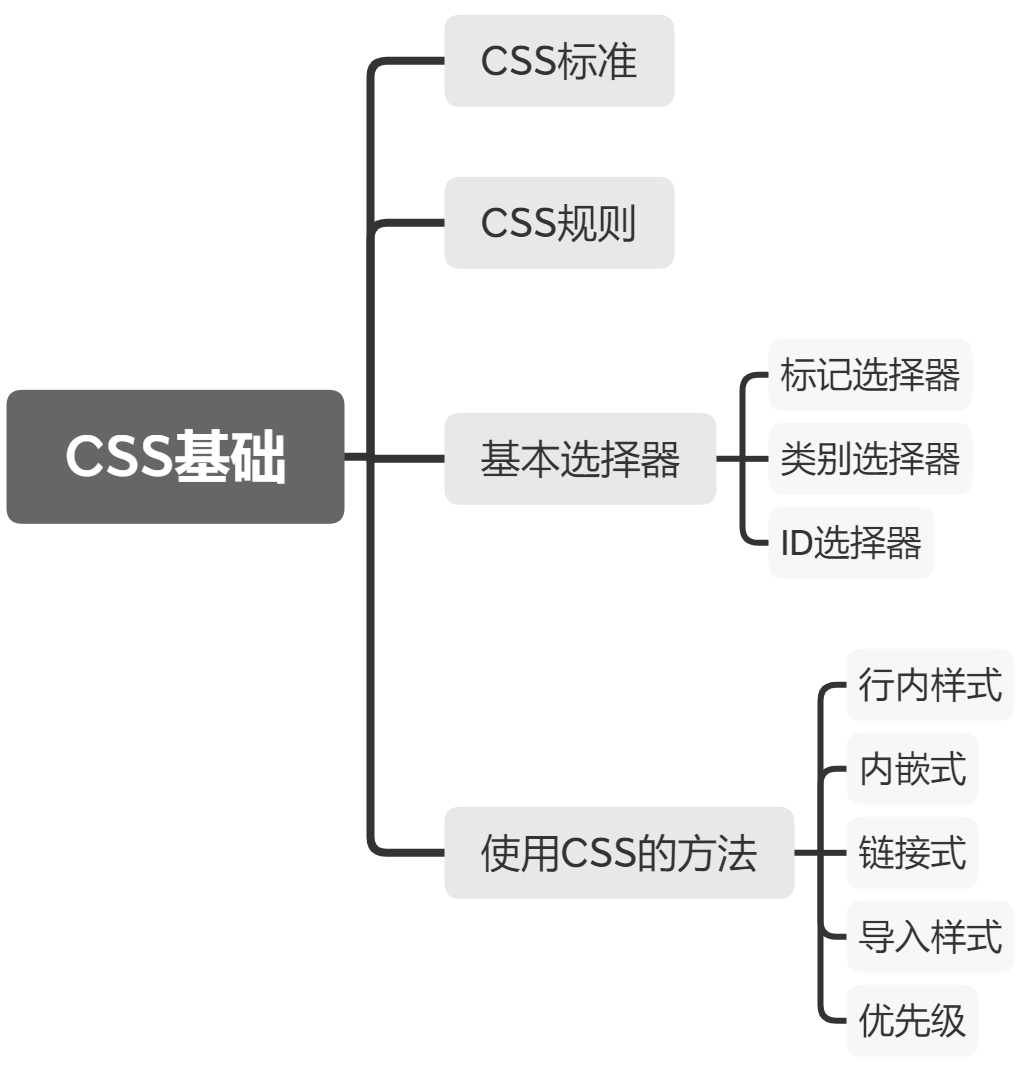 CSS标准
CSS规则
CSS基础
基本选择器
标记选择器
类别选择器
ID选择器
使用CSS的方法
行内样式
内嵌式
链接式
导入样式
优先级